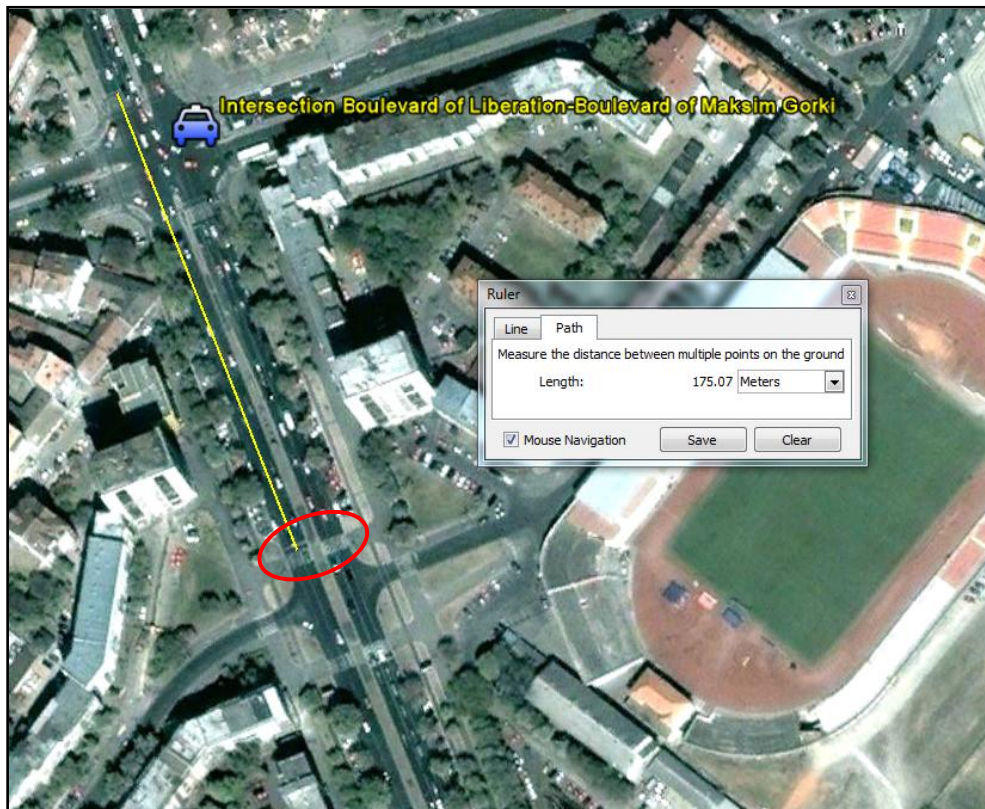 Intersection Boulevard of Liberation-Boulevard of Maksim Gorki
Ruler
Line Path
Measure the distance between multiple points on the ground
Length: 175.07 Meters
Mouse Navigation Save Clear